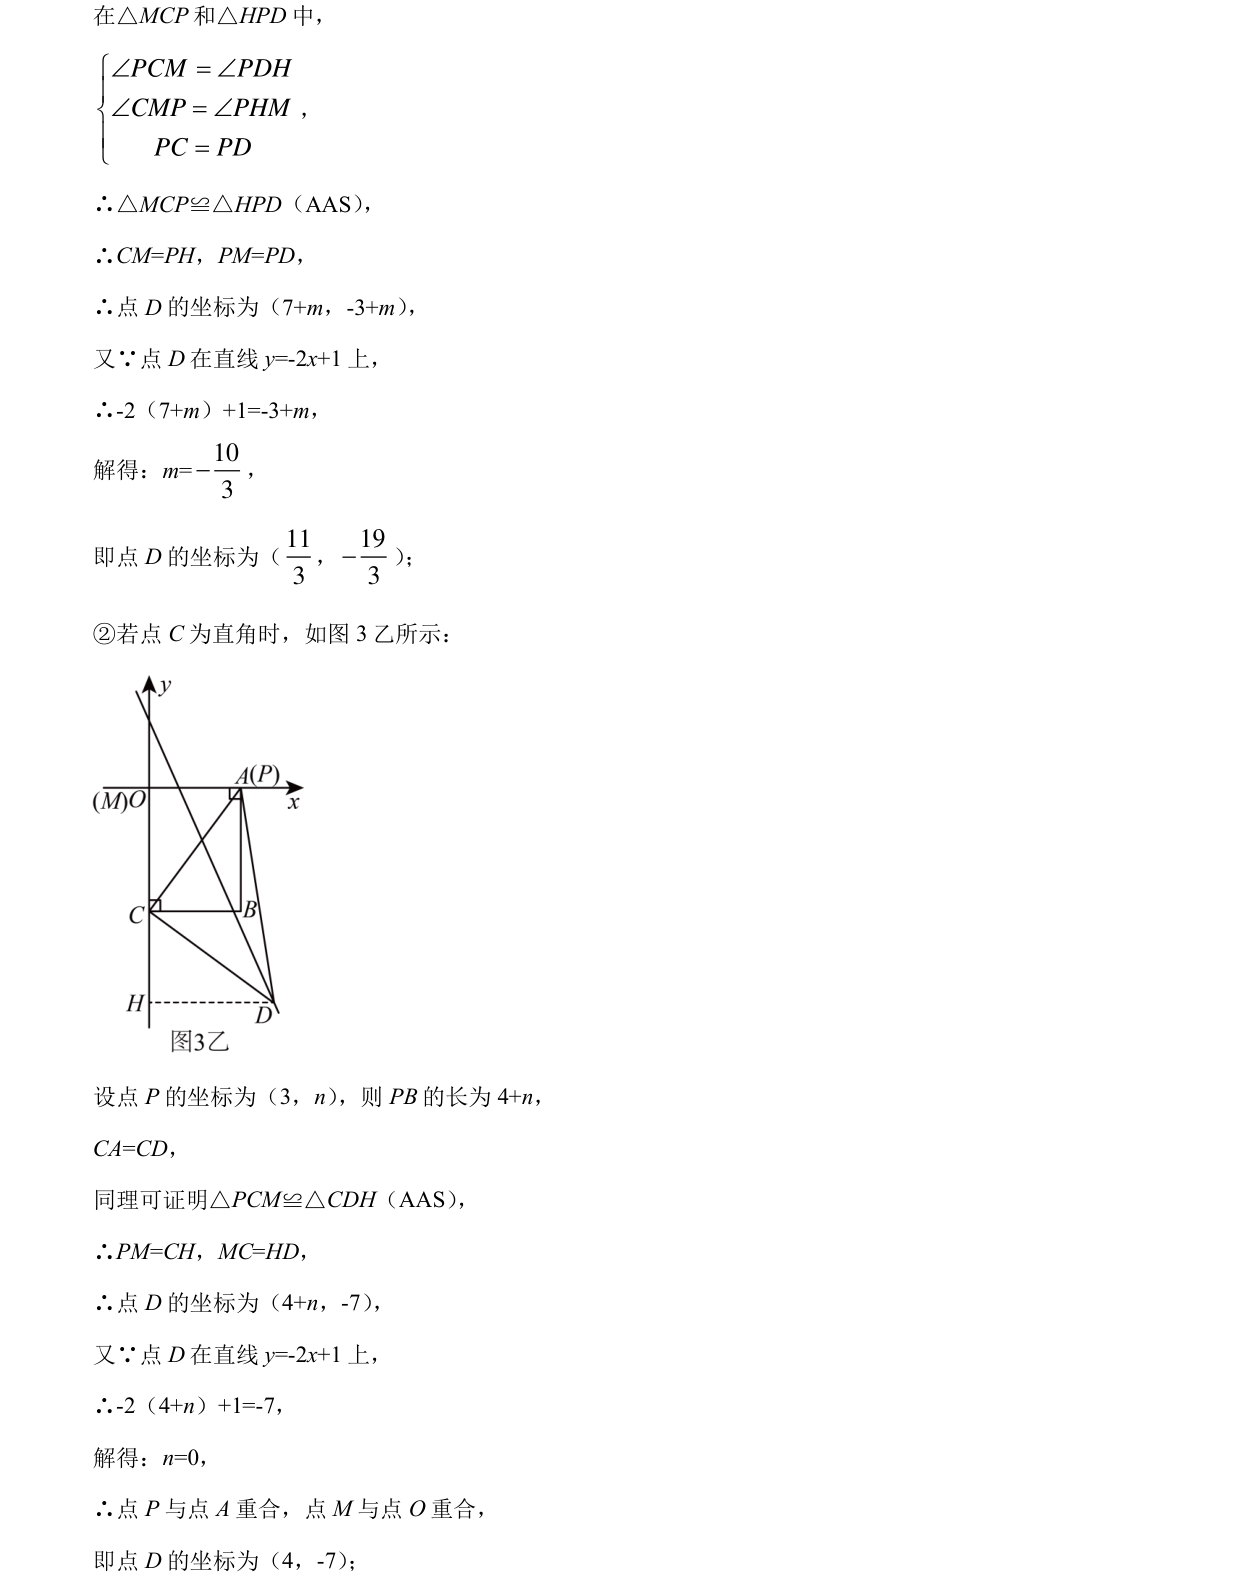 在△MCP和△HPD中，
∠PCM = ∠PDH
∠CMP = ∠PHM，
PC = PD
∴△MCP≌△HPD（AAS），
∴CM=PH，PM=PD，
∴点D的坐标为（7+m，-3+m），
又∵点D在直线y=-2x+1上，
∴-2（7+m）+1=-3+m，
解得：m=−10/3，
即点D的坐标为（11/3，−19/3）；
②若点C为直角时，如图3乙所示：
y
A(P)
(M)O
x
C
B
H
D
图3乙
设点P的坐标为（3，n），则PB的长为4+n，
CA=CD，
同理可证明△PCM≌△CDH（AAS），
∴PM=CH，MC=HD，
∴点D的坐标为（4+n，-7），
又∵点D在直线y=-2x+1上，
∴-2（4+n）+1=-7，
解得：n=0，
∴点P与点A重合，点M与点O重合，
即点D的坐标为（4，-7）；